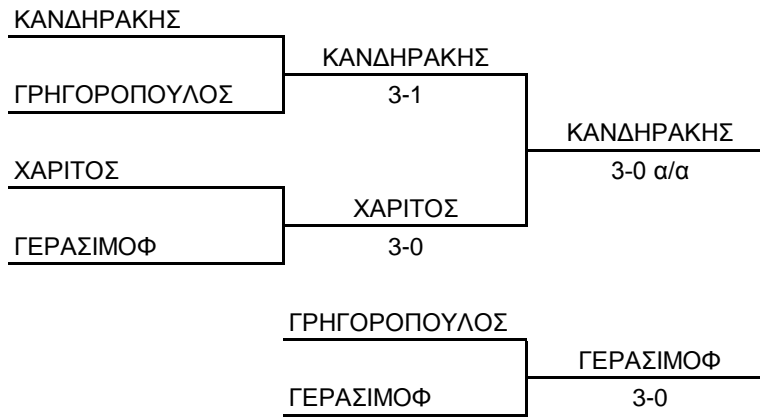 ΚΑΝΔΗΡΑΚΗΣ
ΚΑΝΔΗΡΑΚΗΣ
ΓΡΗΓΟΡΟΠΟΥΛΟΣ
3-1
ΚΑΝΔΗΡΑΚΗΣ
ΧΑΡΙΤΟΣ
3-0 α/α
ΧΑΡΙΤΟΣ
ΓΕΡΑΣΙΜΟΦ
3-0
ΓΡΗΓΟΡΟΠΟΥΛΟΣ
ΓΕΡΑΣΙΜΟΦ
ΓΕΡΑΣΙΜΟΦ
3-0